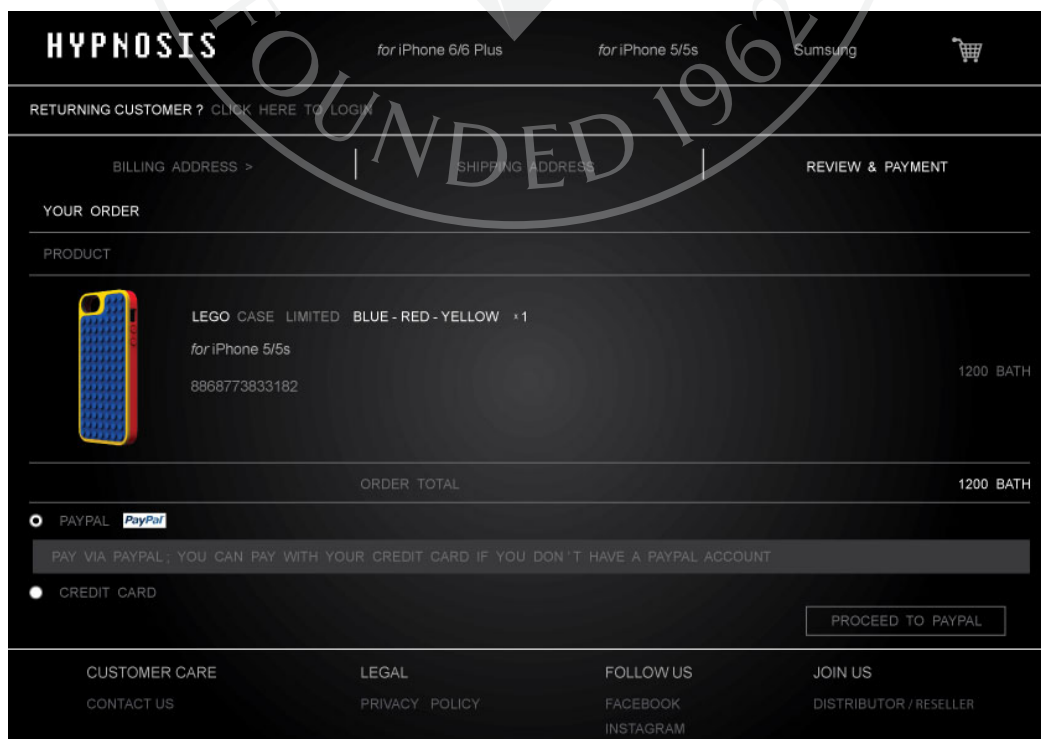 HYPNOSIS
for iPhone 6/6 Plus
for iPhone 5/5s
Sumsung
RETURNING CUSTOMER ? CLICK HERE TO LOGIN
BILLING ADDRESS >
SHIPPING ADDRESS
REVIEW & PAYMENT
YOUR ORDER
PRODUCT
LEGO CASE LIMITED BLUE - RED - YELLOW x 1
for iPhone 5/5s
8868773833182
1200 BATH
ORDER TOTAL
1200 BATH
PAYPAL PayPal
PAY VIA PAYPAL ; YOU CAN PAY WITH YOUR CREDIT CARD IF YOU DON ' T HAVE A PAYPAL ACCOUNT
CREDIT CARD
PROCEED TO PAYPAL
CUSTOMER CARE
CONTACT US
LEGAL
PRIVACY POLICY
FOLLOW US
FACEBOOK
INSTAGRAM
JOIN US
DISTRIBUTOR / RESELLER
FOUNDED 1962